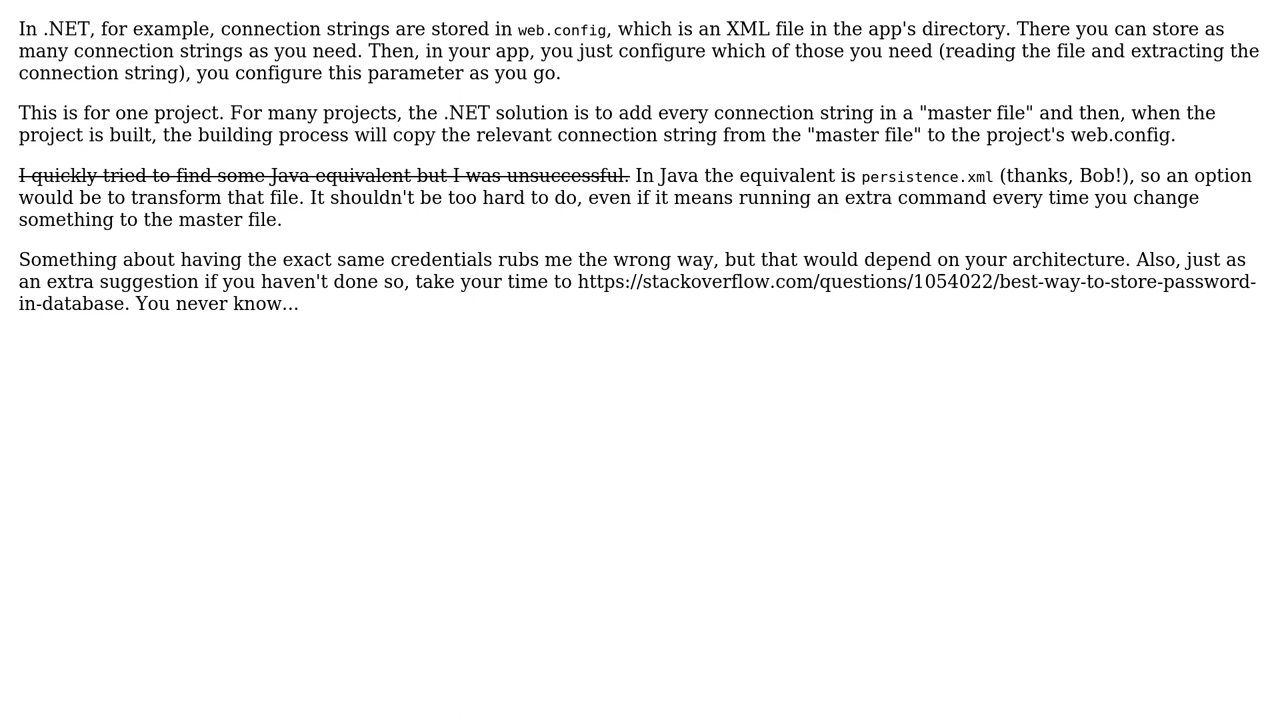 In .NET, for example, connection strings are stored in web.config, which is an XML file in the app's directory. There you can store as
many connection strings as you need. Then, in your app, you just configure which of those you need (reading the file and extracting the
connection string), you configure this parameter as you go.
This is for one project. For many projects, the .NET solution is to add every connection string in a "master file" and then, when the
project is built, the building process will copy the relevant connection string from the "master file" to the project's web.config.
I quickly tried to find some Java equivalent but I was unsuccessful. In Java the equivalent is persistence.xml (thanks, Bob!), so an option
would be to transform that file. It shouldn't be too hard to do, even if it means running an extra command every time you change
something to the master file.
Something about having the exact same credentials rubs me the wrong way, but that would depend on your architecture. Also, just as
an extra suggestion if you haven't done so, take your time to https://stackoverflow.com/questions/1054022/best-way-to-store-password-
in-database. You never know...